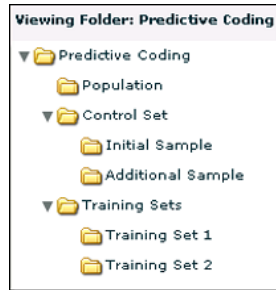 Viewing Folder: Predictive Coding
Predictive Coding
Population
Control Set
Initial Sample
Additional Sample
Training Sets
Training Set 1
Training Set 2